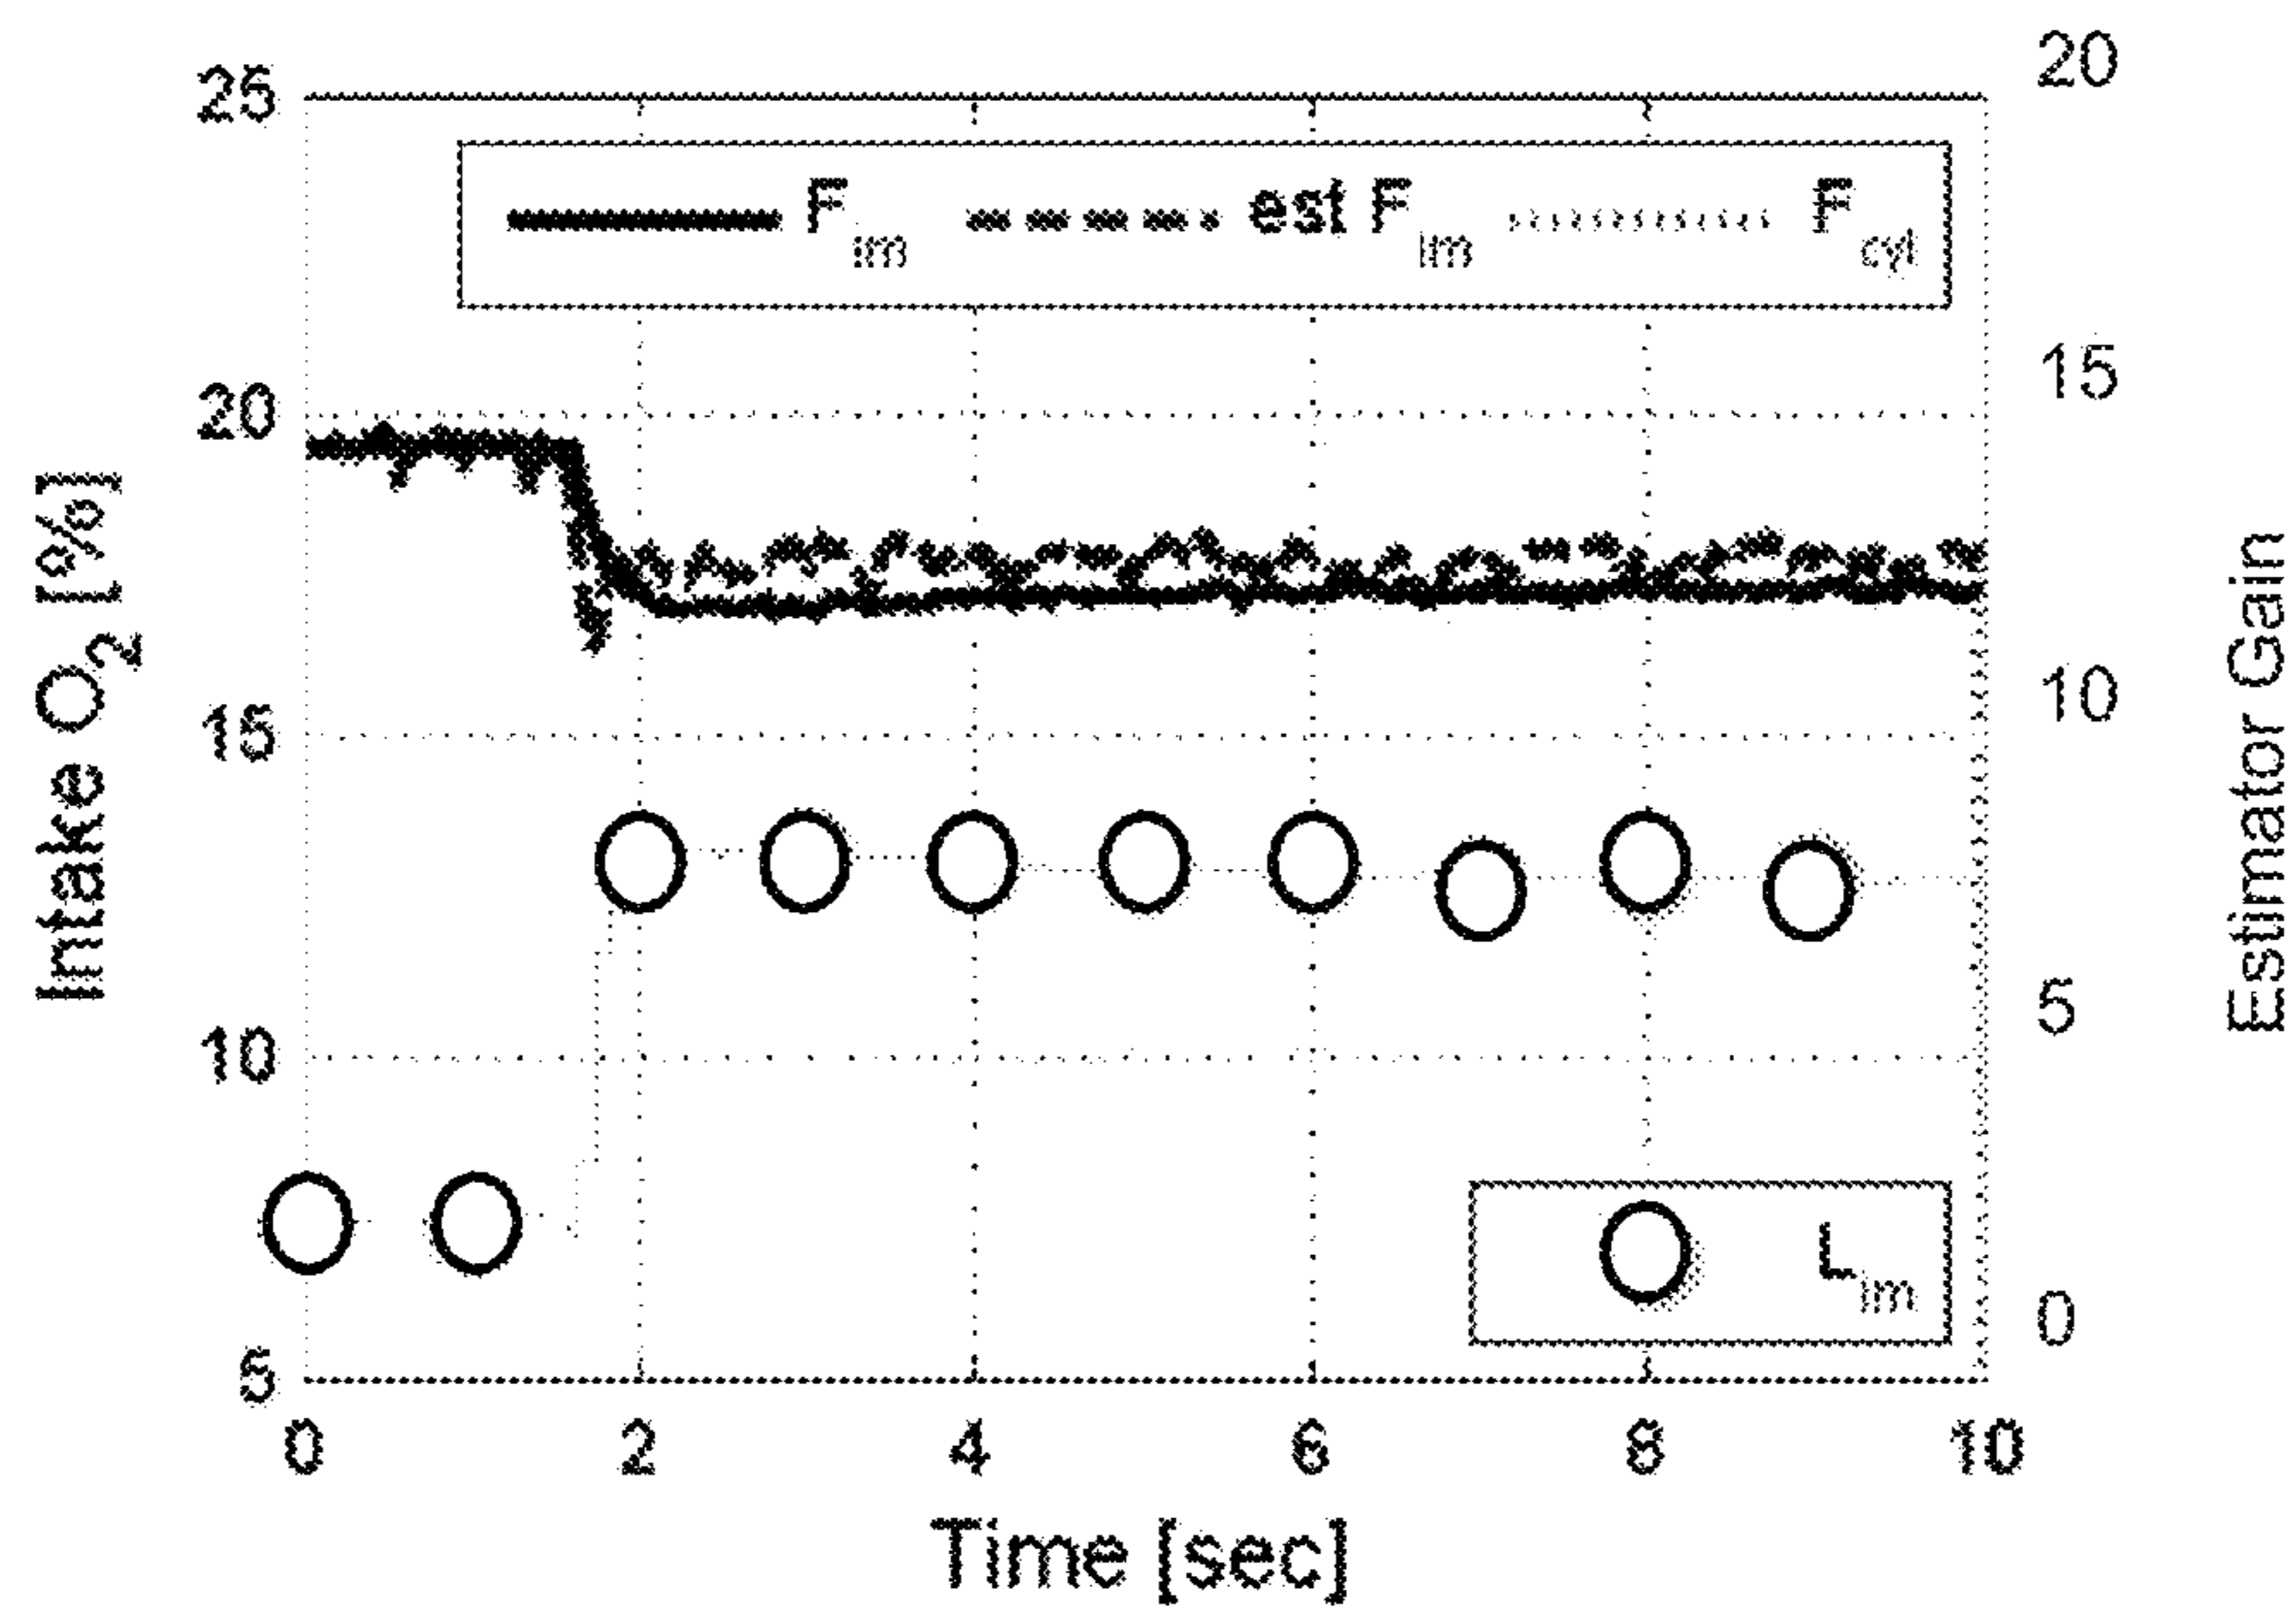 25
20
15
10
5
Intake O2 [%]
Fim est Fim Fcyl
Lim
20
15
10
5
0
Estimator Gain
0 2 4 6 8 10
Time [sec]